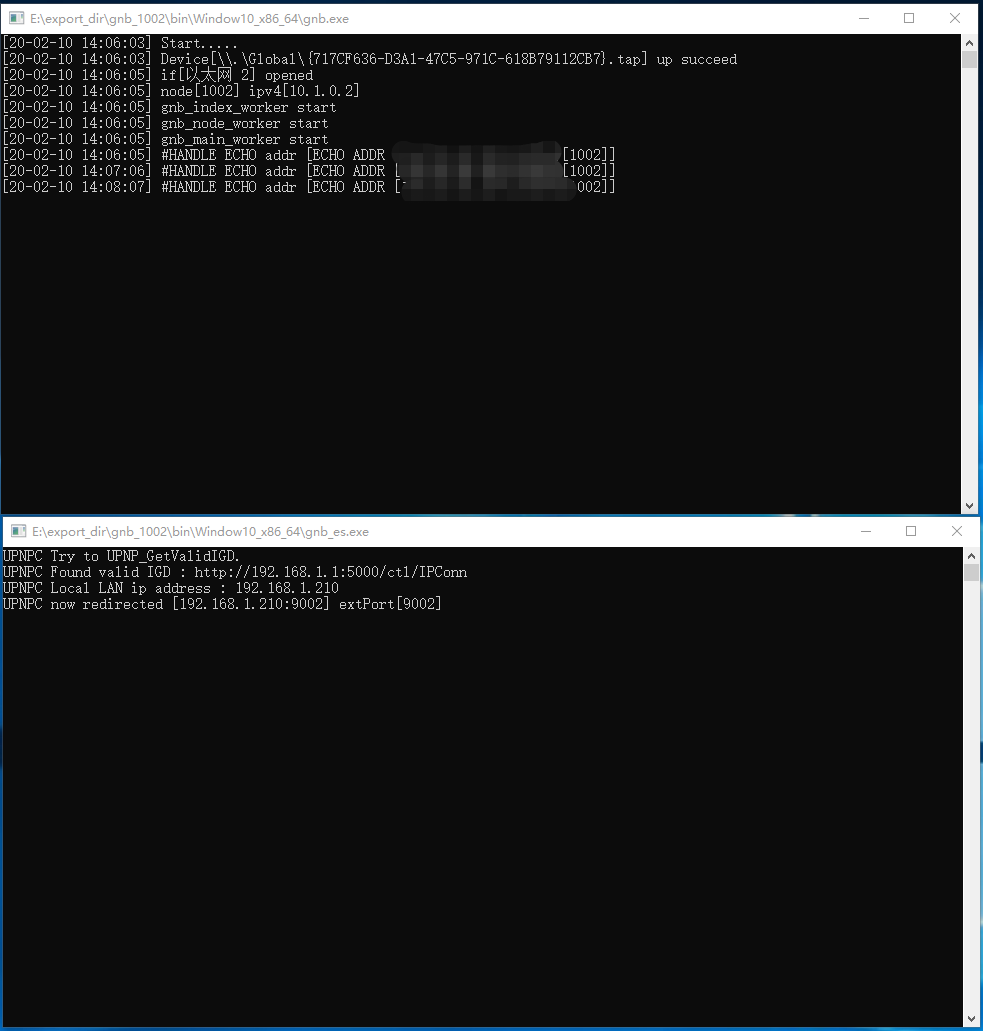 E:\export_dir\gnb_1002\bin\Window10_x86_64\gnb.exe
[20-02-10 14:06:03] Start.....
[20-02-10 14:06:03] Device[\\.\Global\{717CF636-D3A1-47C5-971C-618B79112CB7}.tap] up succeed
[20-02-10 14:06:05] if[以太网 2] opened
[20-02-10 14:06:05] node[1002] ipv4[10.1.0.2]
[20-02-10 14:06:05] gnb_index_worker start
[20-02-10 14:06:05] gnb_node_worker start
[20-02-10 14:06:05] gnb_main_worker start
[20-02-10 14:06:05] #HANDLE ECHO addr [ECHO ADDR [1002]]
[20-02-10 14:07:06] #HANDLE ECHO addr [ECHO ADDR [1002]]
[20-02-10 14:08:07] #HANDLE ECHO addr [ECHO ADDR [ 002]]
E:\export_dir\gnb_1002\bin\Window10_x86_64\gnb_es.exe
UPNPC Try to UPNP_GetValidIGD.
UPNPC Found valid IGD : http://192.168.1.1:5000/ctl/IPConn
UPNPC Local LAN ip address : 192.168.1.210
UPNPC now redirected [192.168.1.210:9002] extPort[9002]